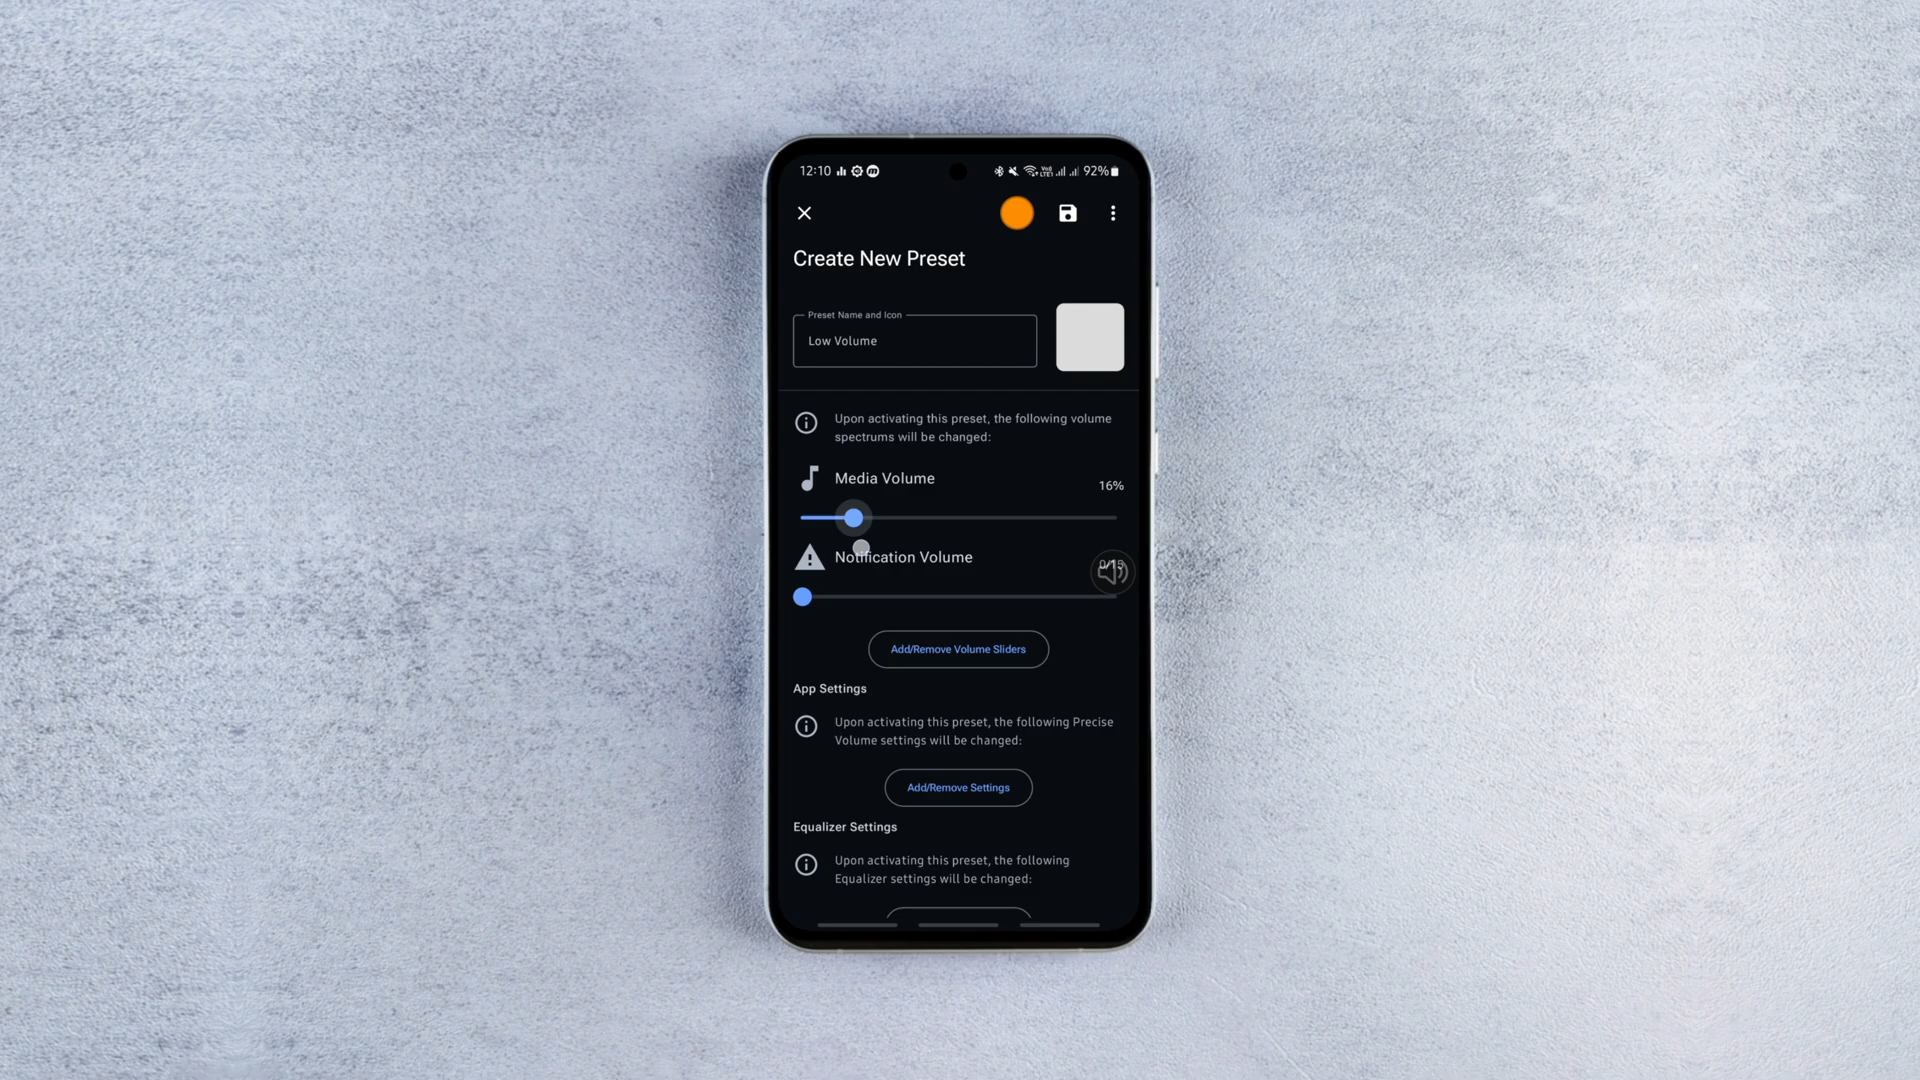 12:10 92%
Create New Preset
Preset Name and Icon
Low Volume
Upon activating this preset, the following volume
spectrums will be changed:
Media Volume
16%
Notification Volume
0/15
Add/Remove Volume Sliders
App Settings
Upon activating this preset, the following Precise
Volume settings will be changed:
Add/Remove Settings
Equalizer Settings
Upon activating this preset, the following
Equalizer settings will be changed: